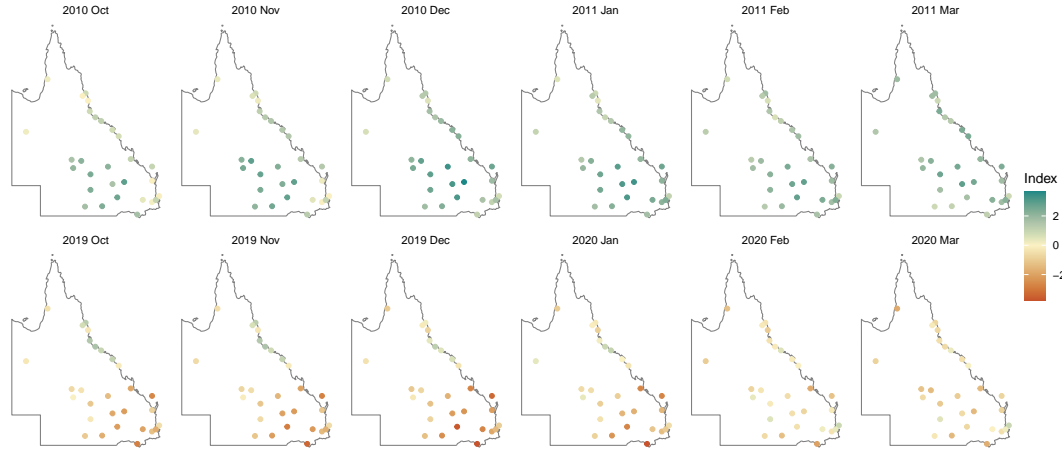 2010 Oct
2010 Nov
2010 Dec
2011 Jan
2011 Feb
2011 Mar
Index
2
0
−2
2019 Oct
2019 Nov
2019 Dec
2020 Jan
2020 Feb
2020 Mar